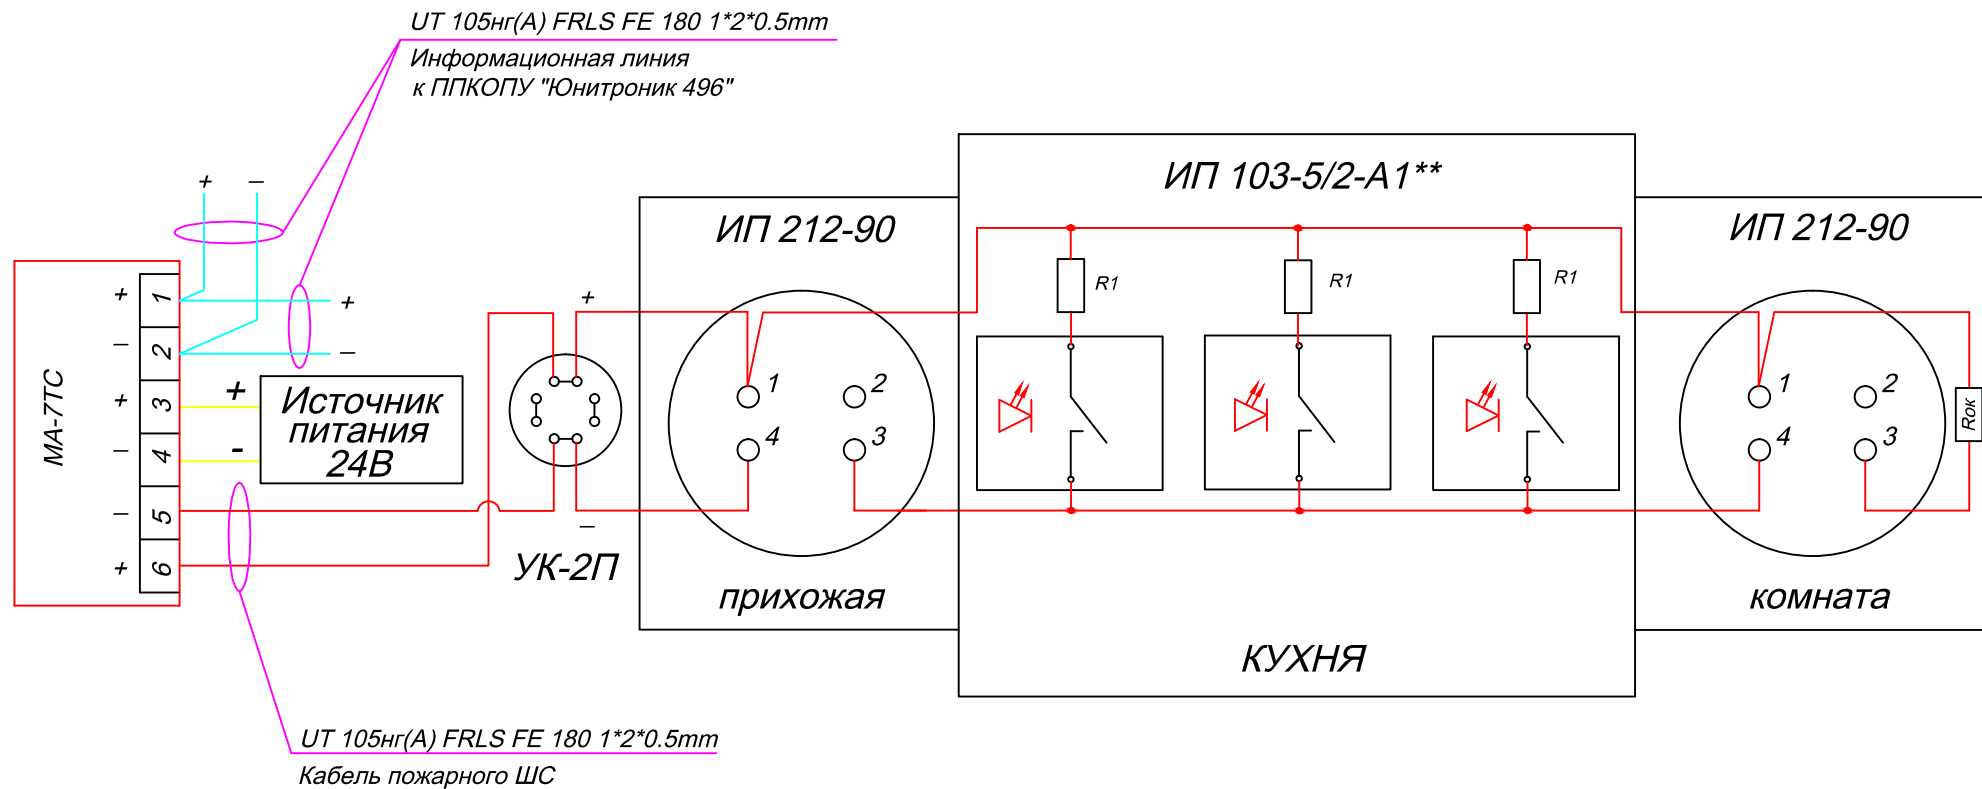 UT 105нг(А) FRLS FE 180 1*2*0.5mm
Информационная линия
к ППКОПУ "Юнитроник 496"
+ –
МА-7ТС
+ 1 +
– 2 –
+ 3 +
– 4 -
– 5
+ 6
Источник
питания
24В
+
–
УК-2П
ИП 212-90
1 2
4 3
прихожая
ИП 103-5/2-А1**
R1 R1 R1
КУХНЯ
ИП 212-90
1 2
4 3
Rок
комната
UT 105нг(А) FRLS FE 180 1*2*0.5mm
Кабель пожарного ШС